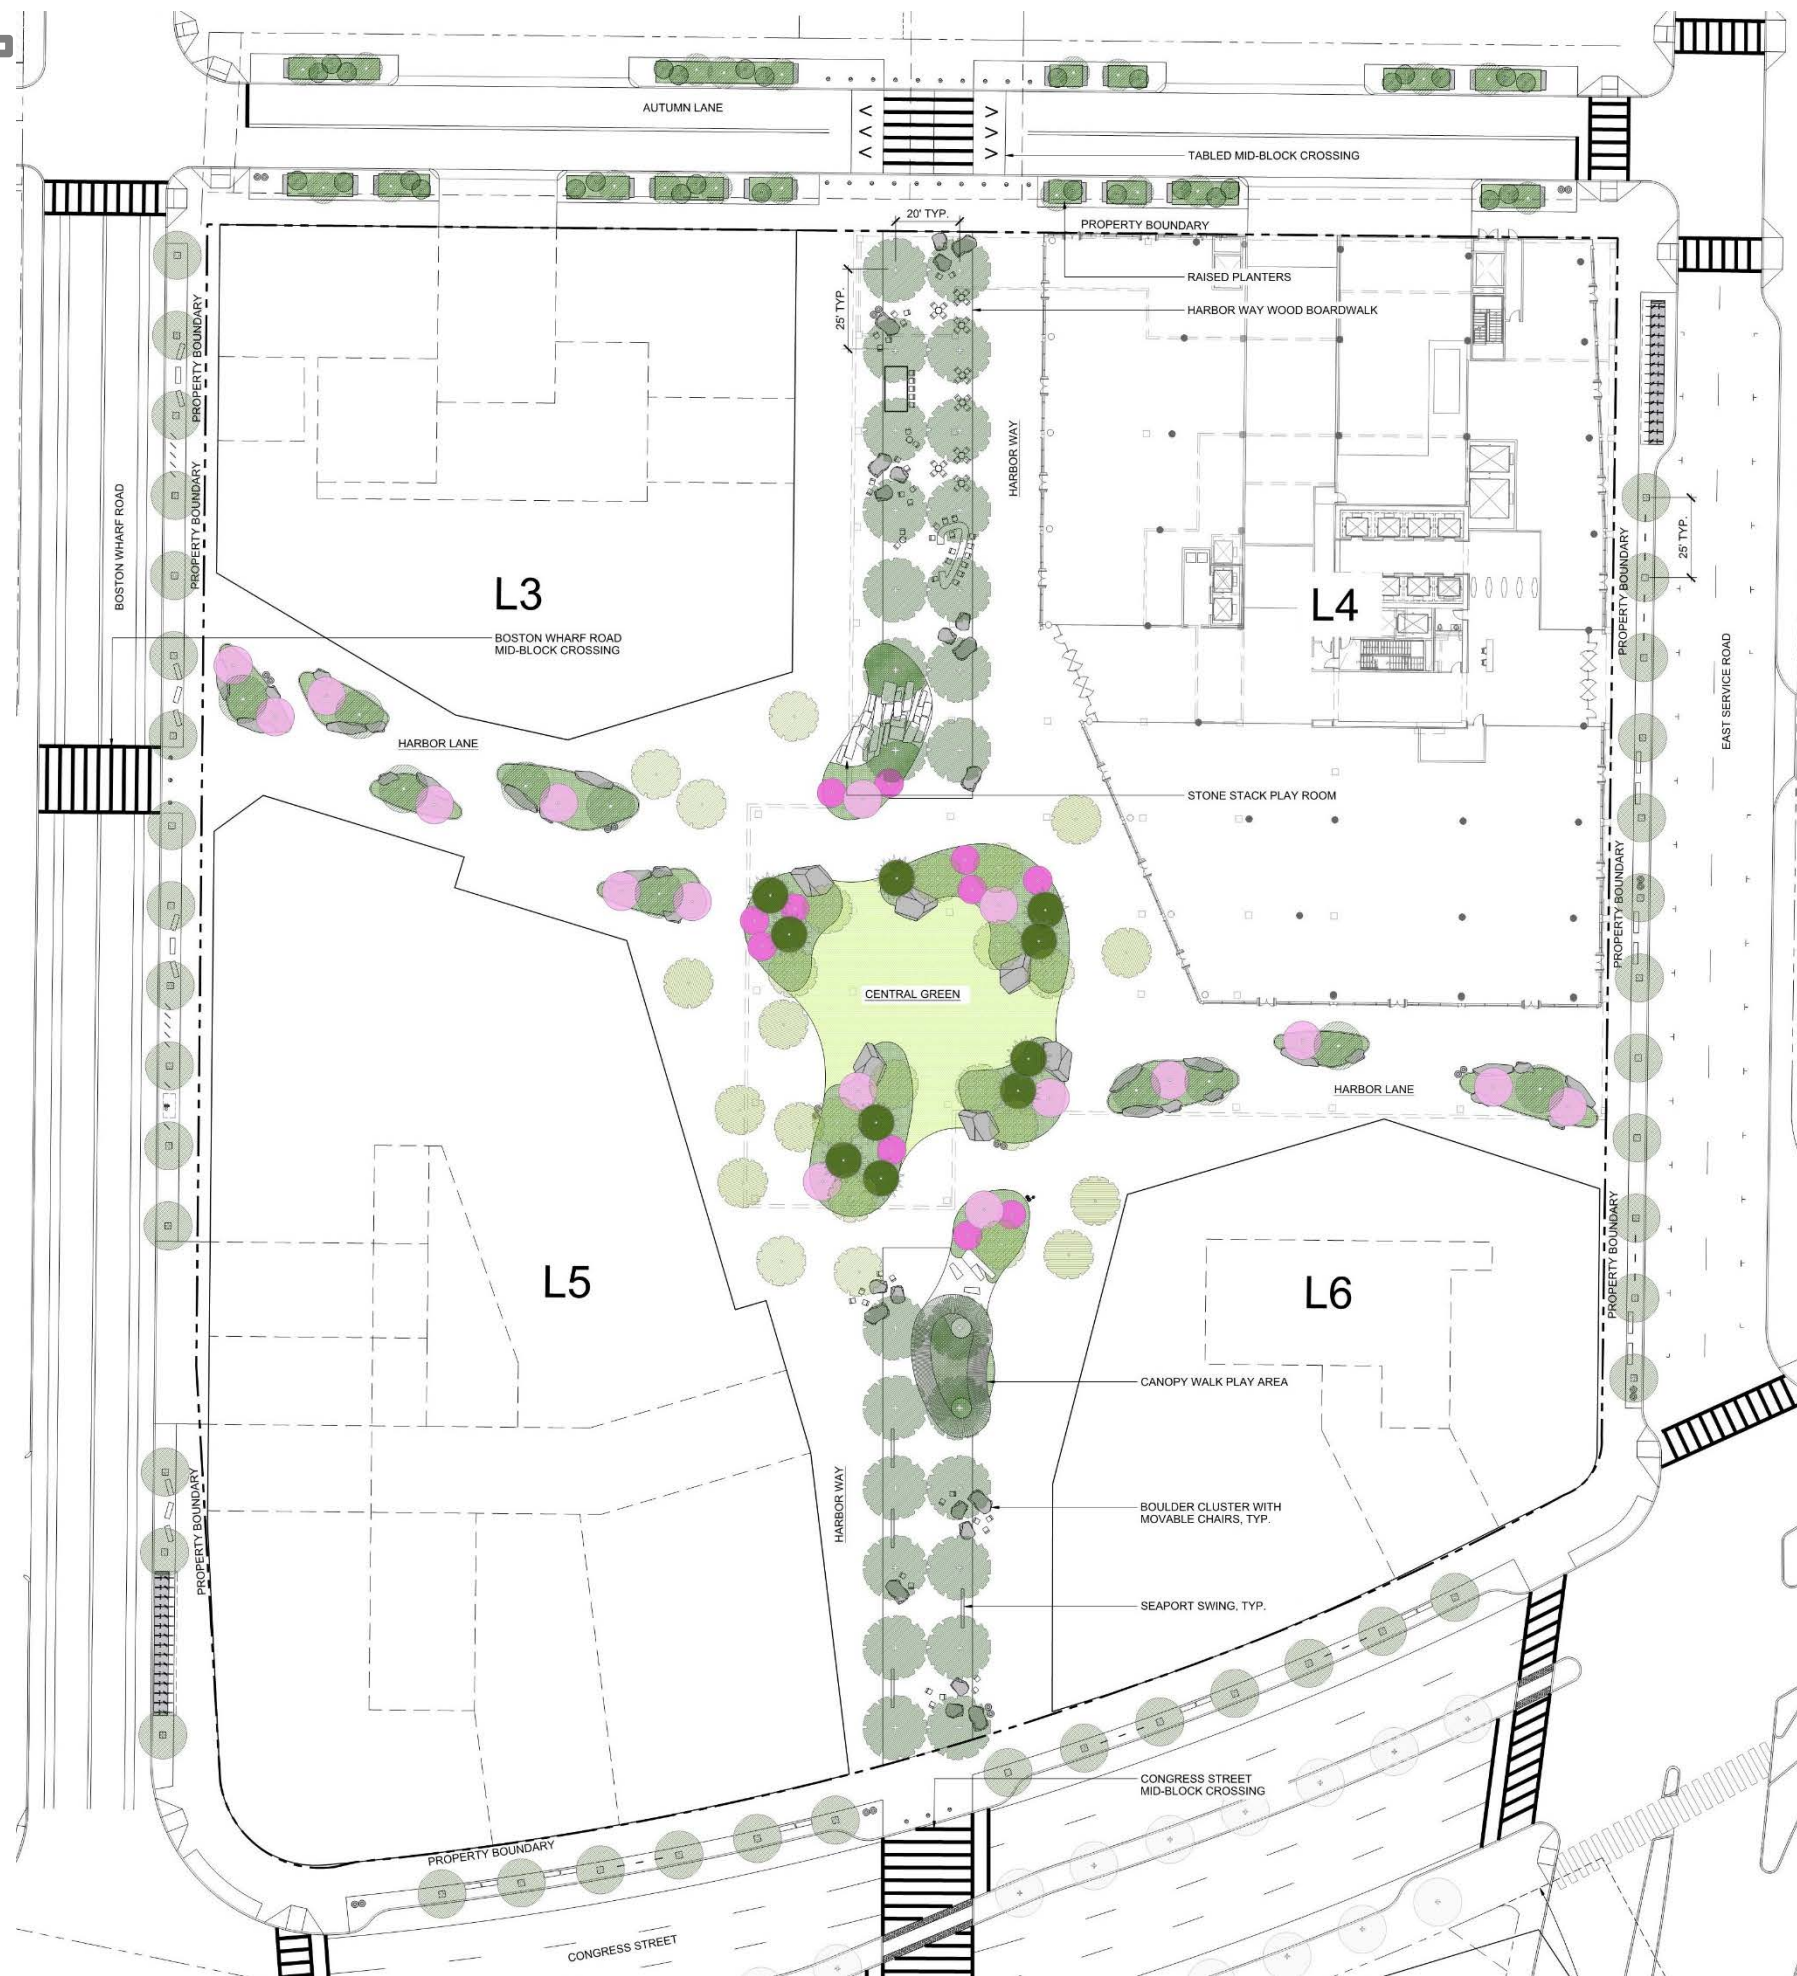 AUTUMN LANE
TABLED MID-BLOCK CROSSING
20' TYP.
PROPERTY BOUNDARY
RAISED PLANTERS
25' TYP.
HARBOR WAY WOOD BOARDWALK
PROPERTY BOUNDARY
HARBOR WAY
PROPERTY BOUNDARY
BOSTON WHARF ROAD
25' TYP.
PROPERTY BOUNDARY
L3
L4
BOSTON WHARF ROAD
MID-BLOCK CROSSING
EAST SERVICE ROAD
HARBOR LANE
STONE STACK PLAY ROOM
PROPERTY BOUNDARY
CENTRAL GREEN
HARBOR LANE
PROPERTY BOUNDARY
L5
L6
CANOPY WALK PLAY AREA
HARBOR WAY
PROPERTY BOUNDARY
BOULDER CLUSTER WITH
MOVABLE CHAIRS, TYP.
SEAPORT SWING, TYP.
CONGRESS STREET
MID-BLOCK CROSSING
PROPERTY BOUNDARY
CONGRESS STREET